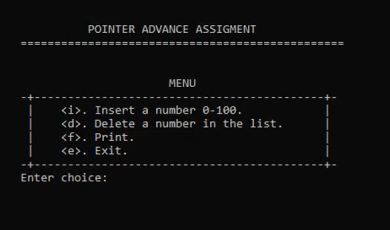 POINTER ADVANCE ASSIGMENT
================================================
MENU
-+-------------------------------------------+-
| <i>. Insert a number 0-100. |
| <d>. Delete a number in the list. |
| <f>. Print. |
| <e>. Exit. |
-+-------------------------------------------+-
Enter choice: